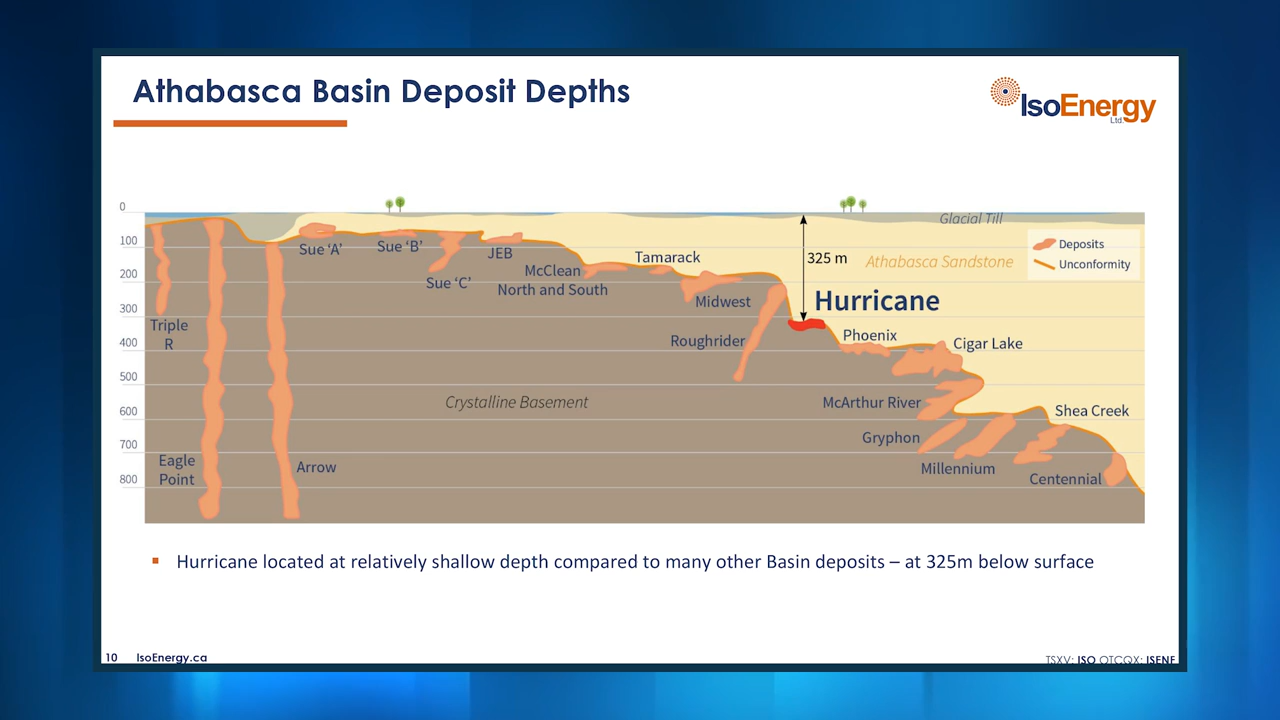 Athabasca Basin Deposit Depths
IsoEnergy
Ltd.
0
100
200
300
400
500
600
700
800
Glacial Till
Deposits
Unconformity
Athabasca Sandstone
325 m
Hurricane
Sue ‘A’
Sue ‘B’
Sue ‘C’
JEB
McClean
North and South
Tamarack
Midwest
Roughrider
Triple
R
Phoenix
Cigar Lake
Crystalline Basement
McArthur River
Shea Creek
Gryphon
Millennium
Eagle
Point
Arrow
Centennial
▪ Hurricane located at relatively shallow depth compared to many other Basin deposits – at 325m below surface
10 IsoEnergy.ca
TSXV: ISO OTCQX: ISENF